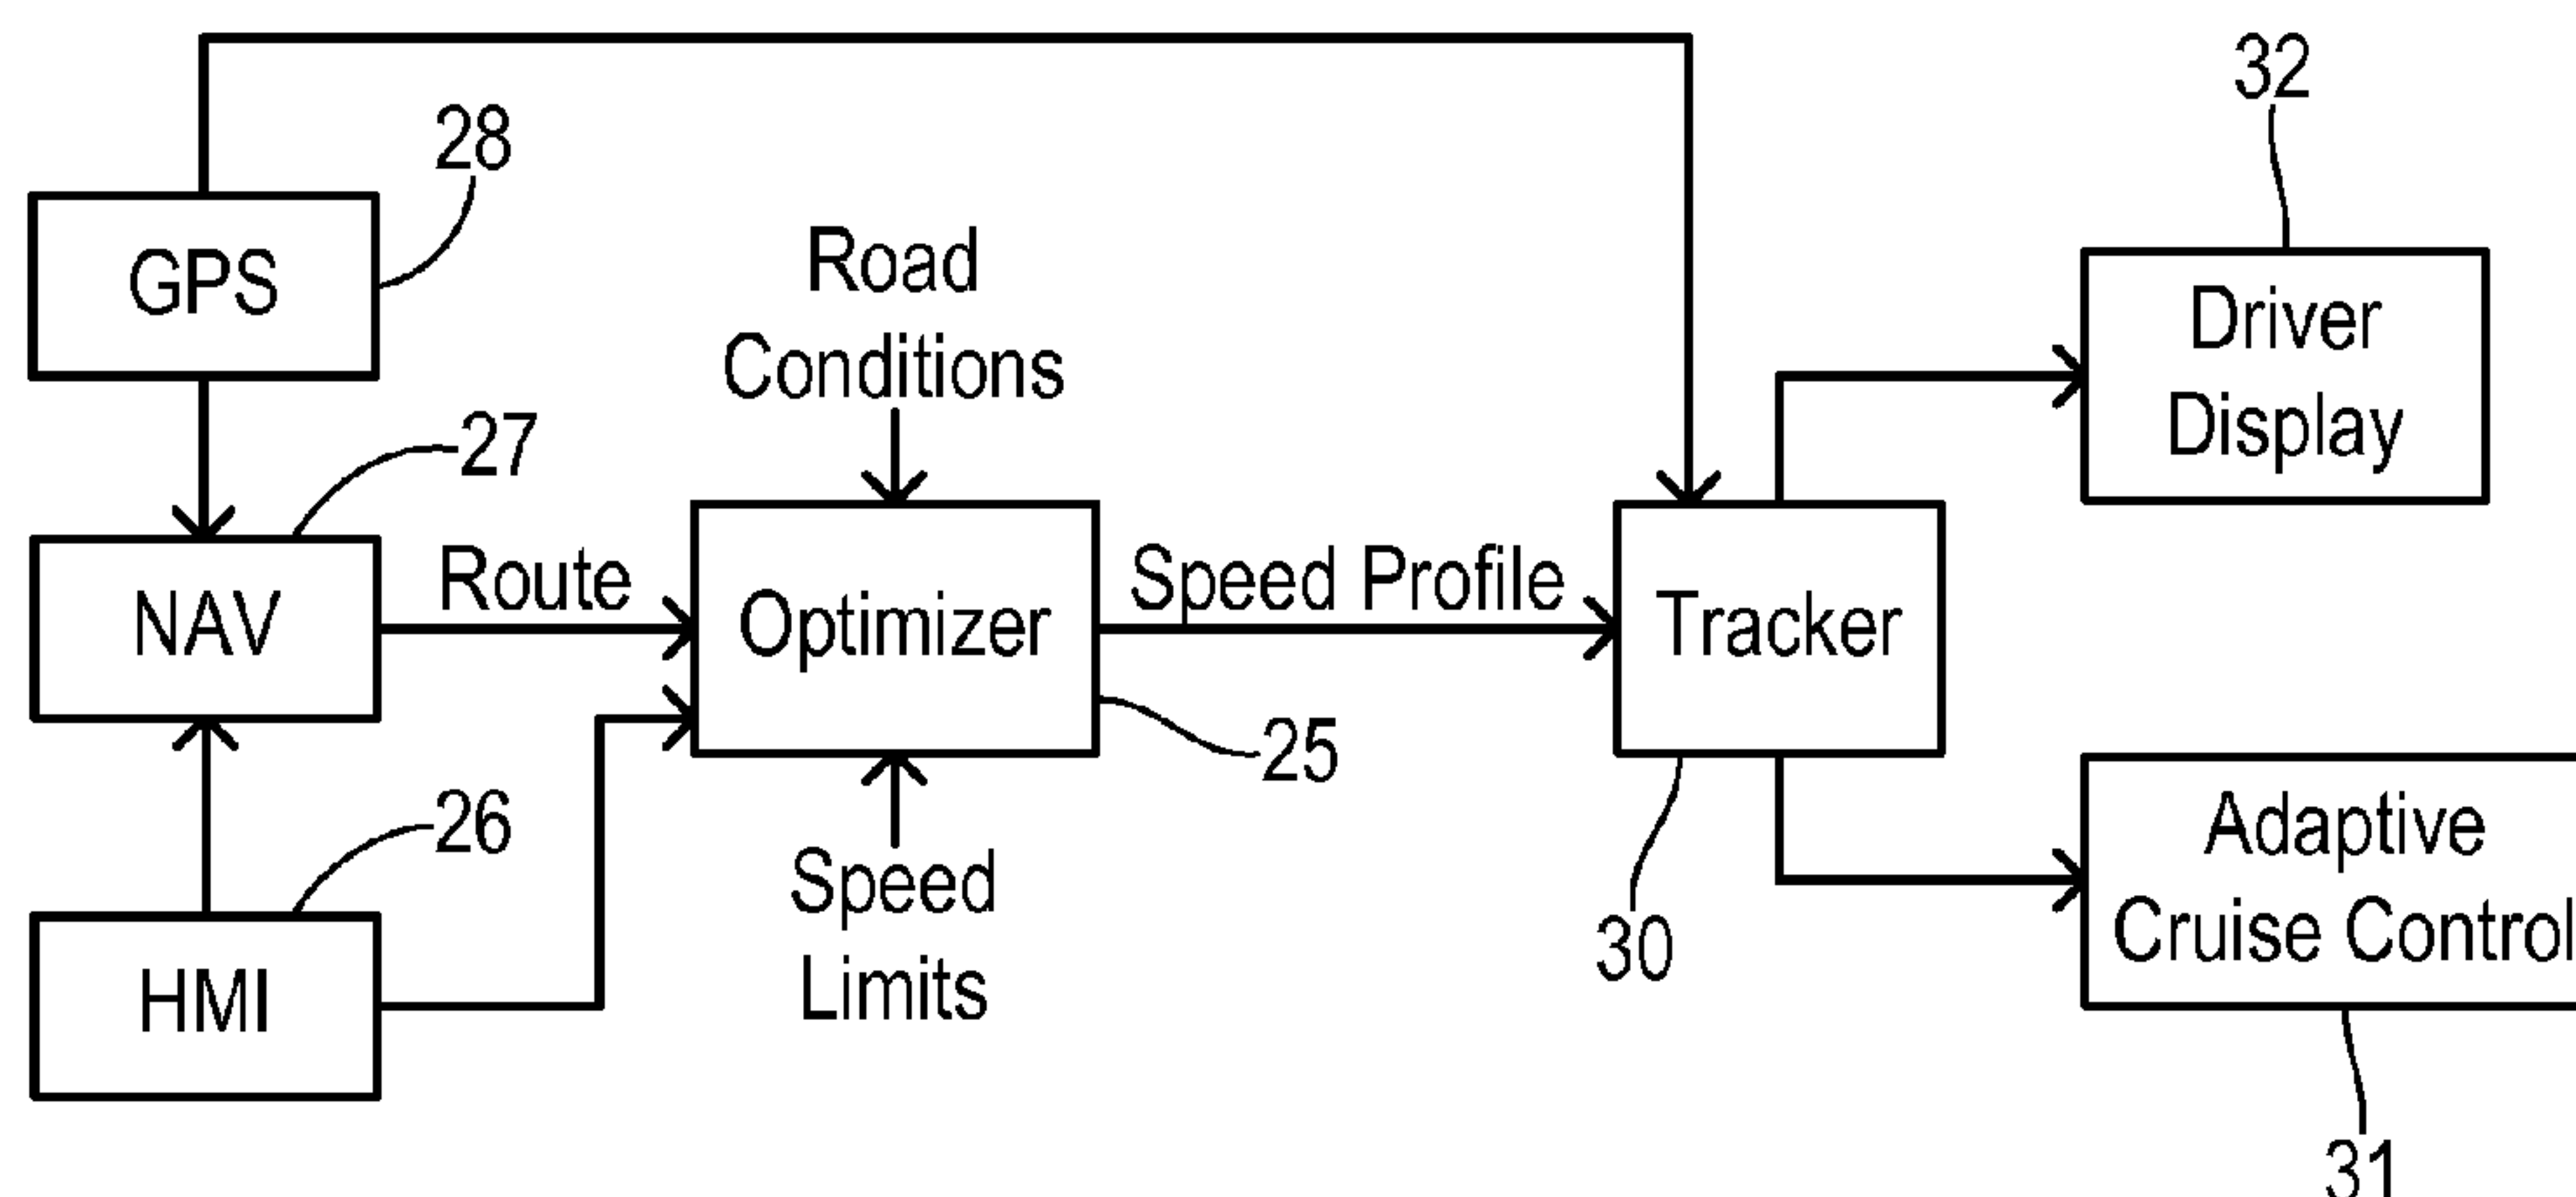 32
28
GPS
Road
Conditions
Driver
Display
27
NAV
Route
Optimizer
Speed Profile
Tracker
25
26
HMI
Speed
Limits
30
Adaptive
Cruise Control
31